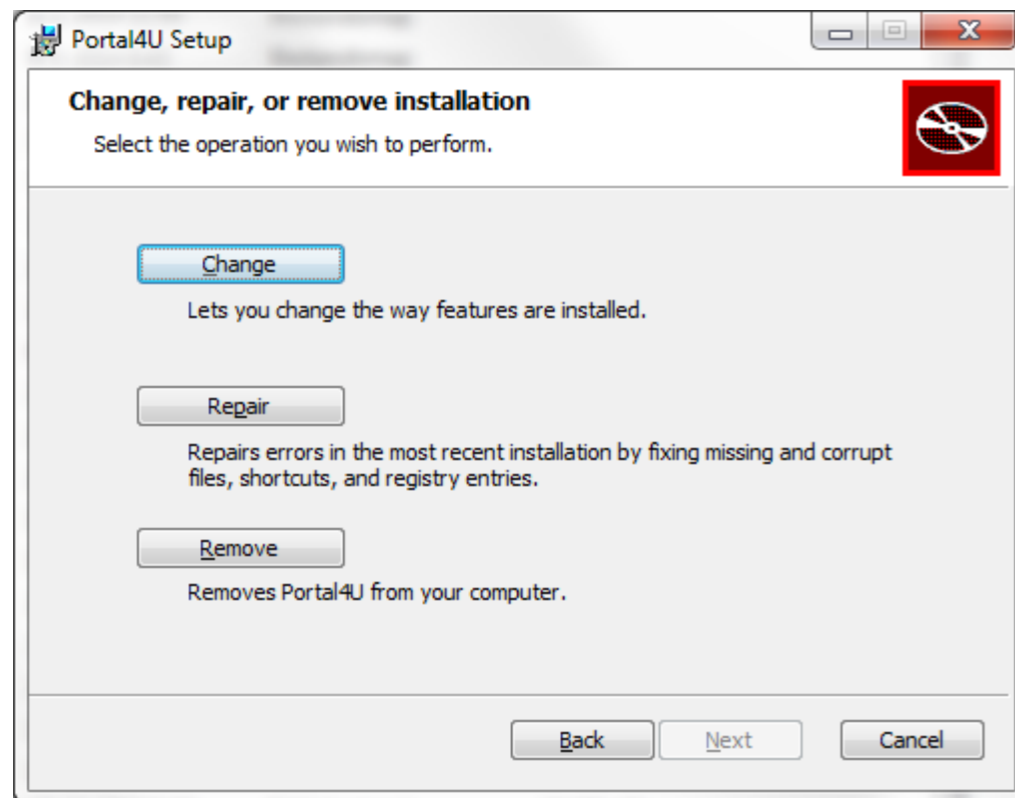 Portal4U Setup
Change, repair, or remove installation
Select the operation you wish to perform.
Change
Lets you change the way features are installed.
Repair
Repairs errors in the most recent installation by fixing missing and corrupt
files, shortcuts, and registry entries.
Remove
Removes Portal4U from your computer.
Back
Next
Cancel